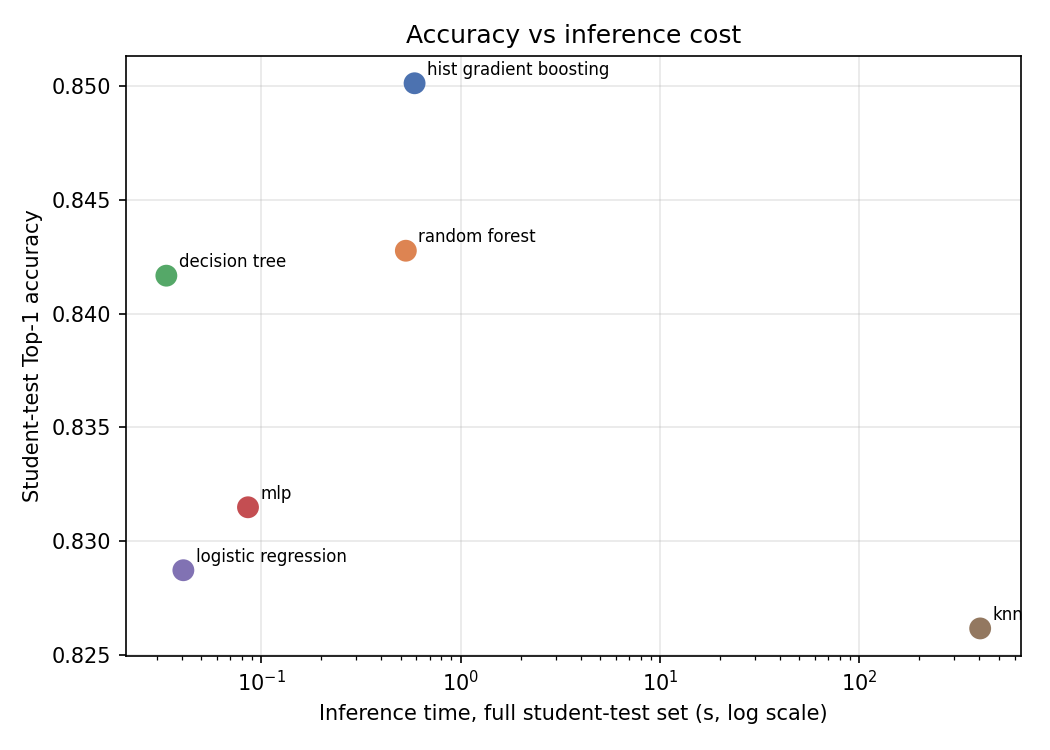 Accuracy vs inference cost
Student-test Top-1 accuracy
0.850
0.845
0.840
0.835
0.830
0.825
hist gradient boosting
random forest
decision tree
mlp
logistic regression
knn
10⁻¹
10⁰
10¹
10²
Inference time, full student-test set (s, log scale)